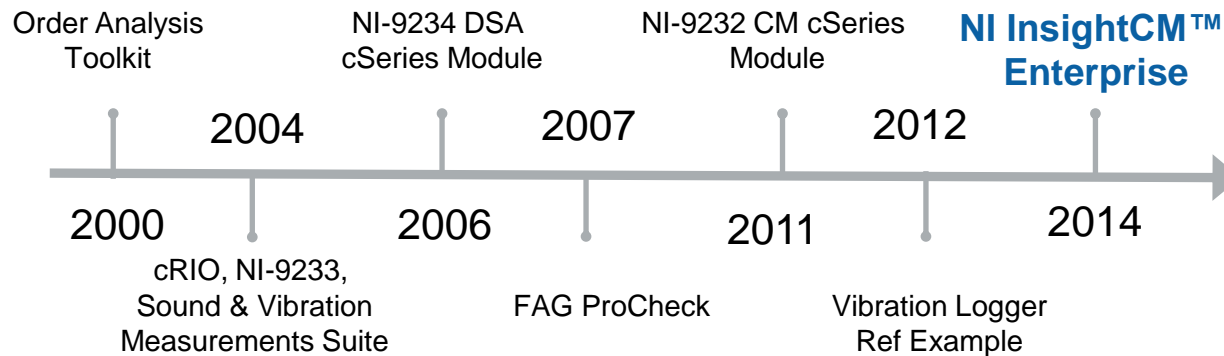 Order Analysis
Toolkit
NI-9234 DSA
cSeries Module
NI-9232 CM cSeries
Module
NI InsightCM™
Enterprise
2004
2007
2012
2000
2006
2011
2014
cRIO, NI-9233,
Sound & Vibration
Measurements Suite
FAG ProCheck
Vibration Logger
Ref Example